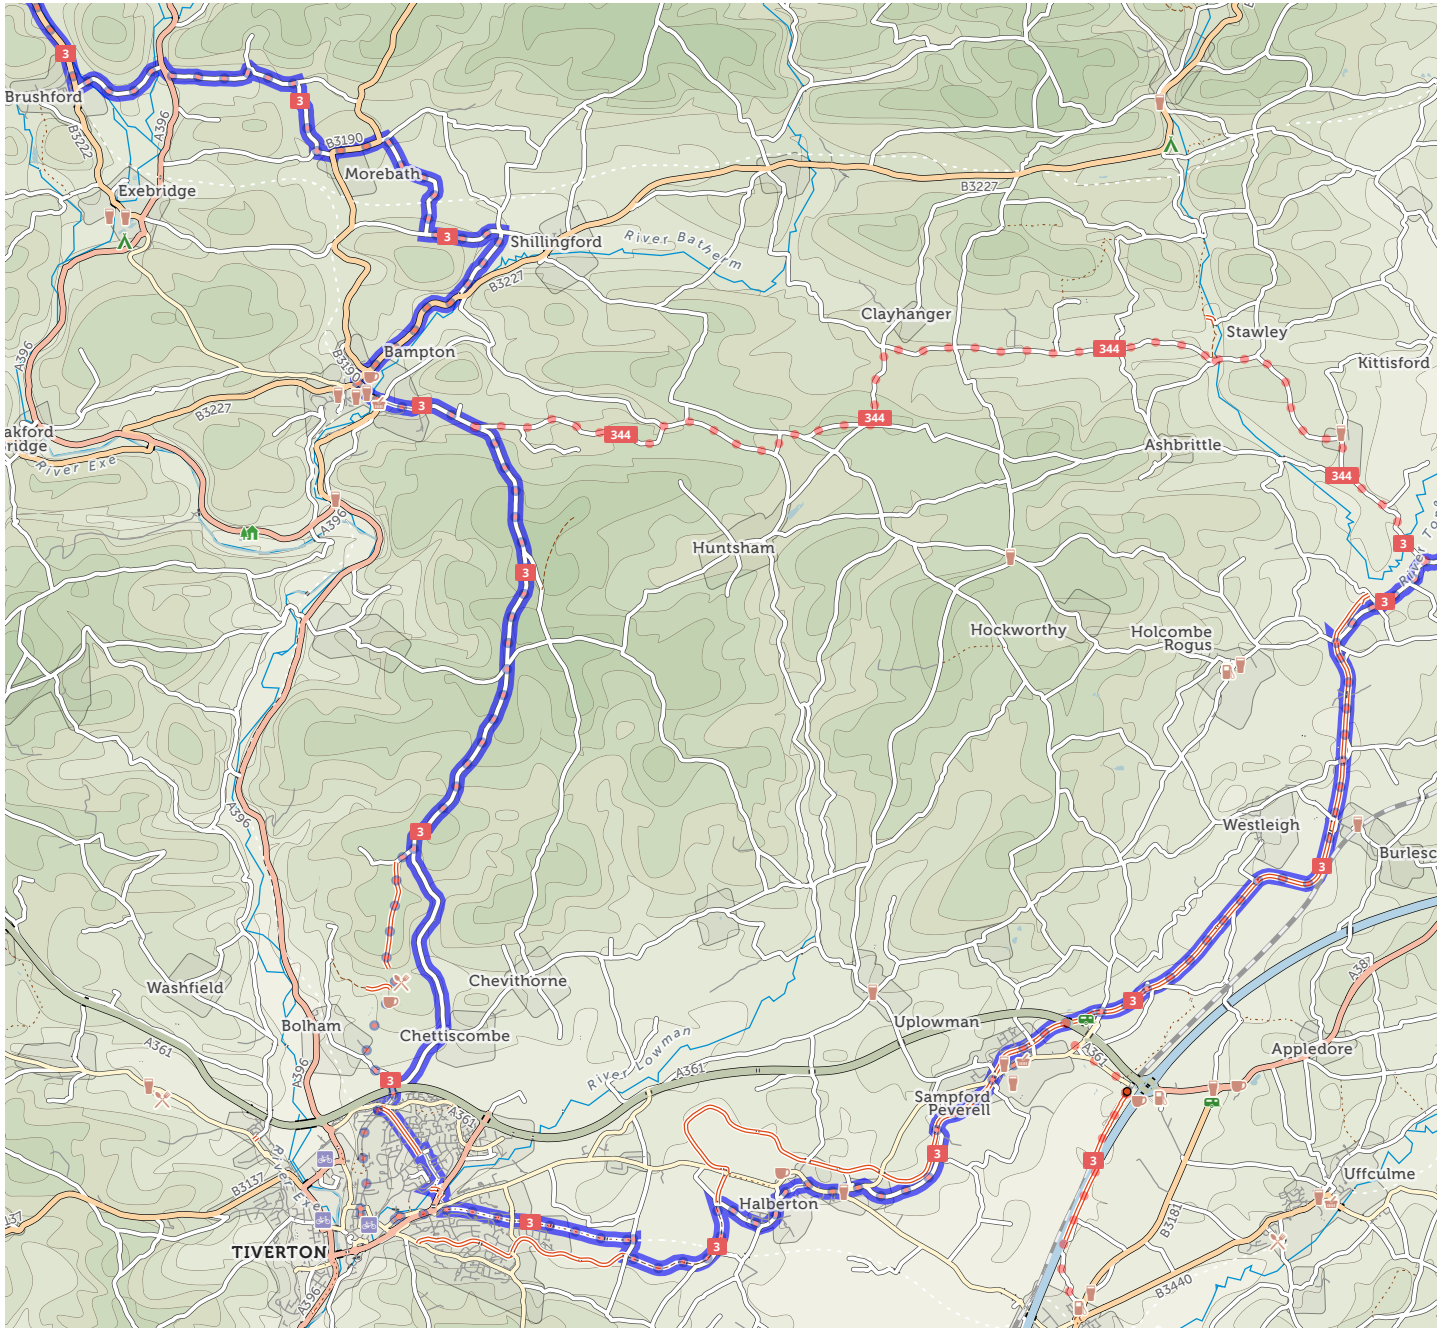 3
Brushford
B3222
A396
3
B3190
Morebath
Exebridge
B3227
3
Shillingford
River Batherm
B3227
Clayhanger
Stawley
A396
Bampton
344
Kittisford
B3190
3
B3227
344
344
akford
ridge
Ashbrittle
River Exe
344
A396
Huntsham
3
3
River Tone
3
Hockworthy
Holcombe
Rogus
A396
Westleigh
3
Burlesc
3
Washfield
Chevithorne
A38
3
Bolham
Chettiscombe
Uplowman
River Lowman
A361
A361
Appledore
A396
A361
3
A361
Sampford
Peverell
3
3
B3137
River Exe
Uffculme
37
Halberton
3
B3181
TIVERTON
3
A396
B3440